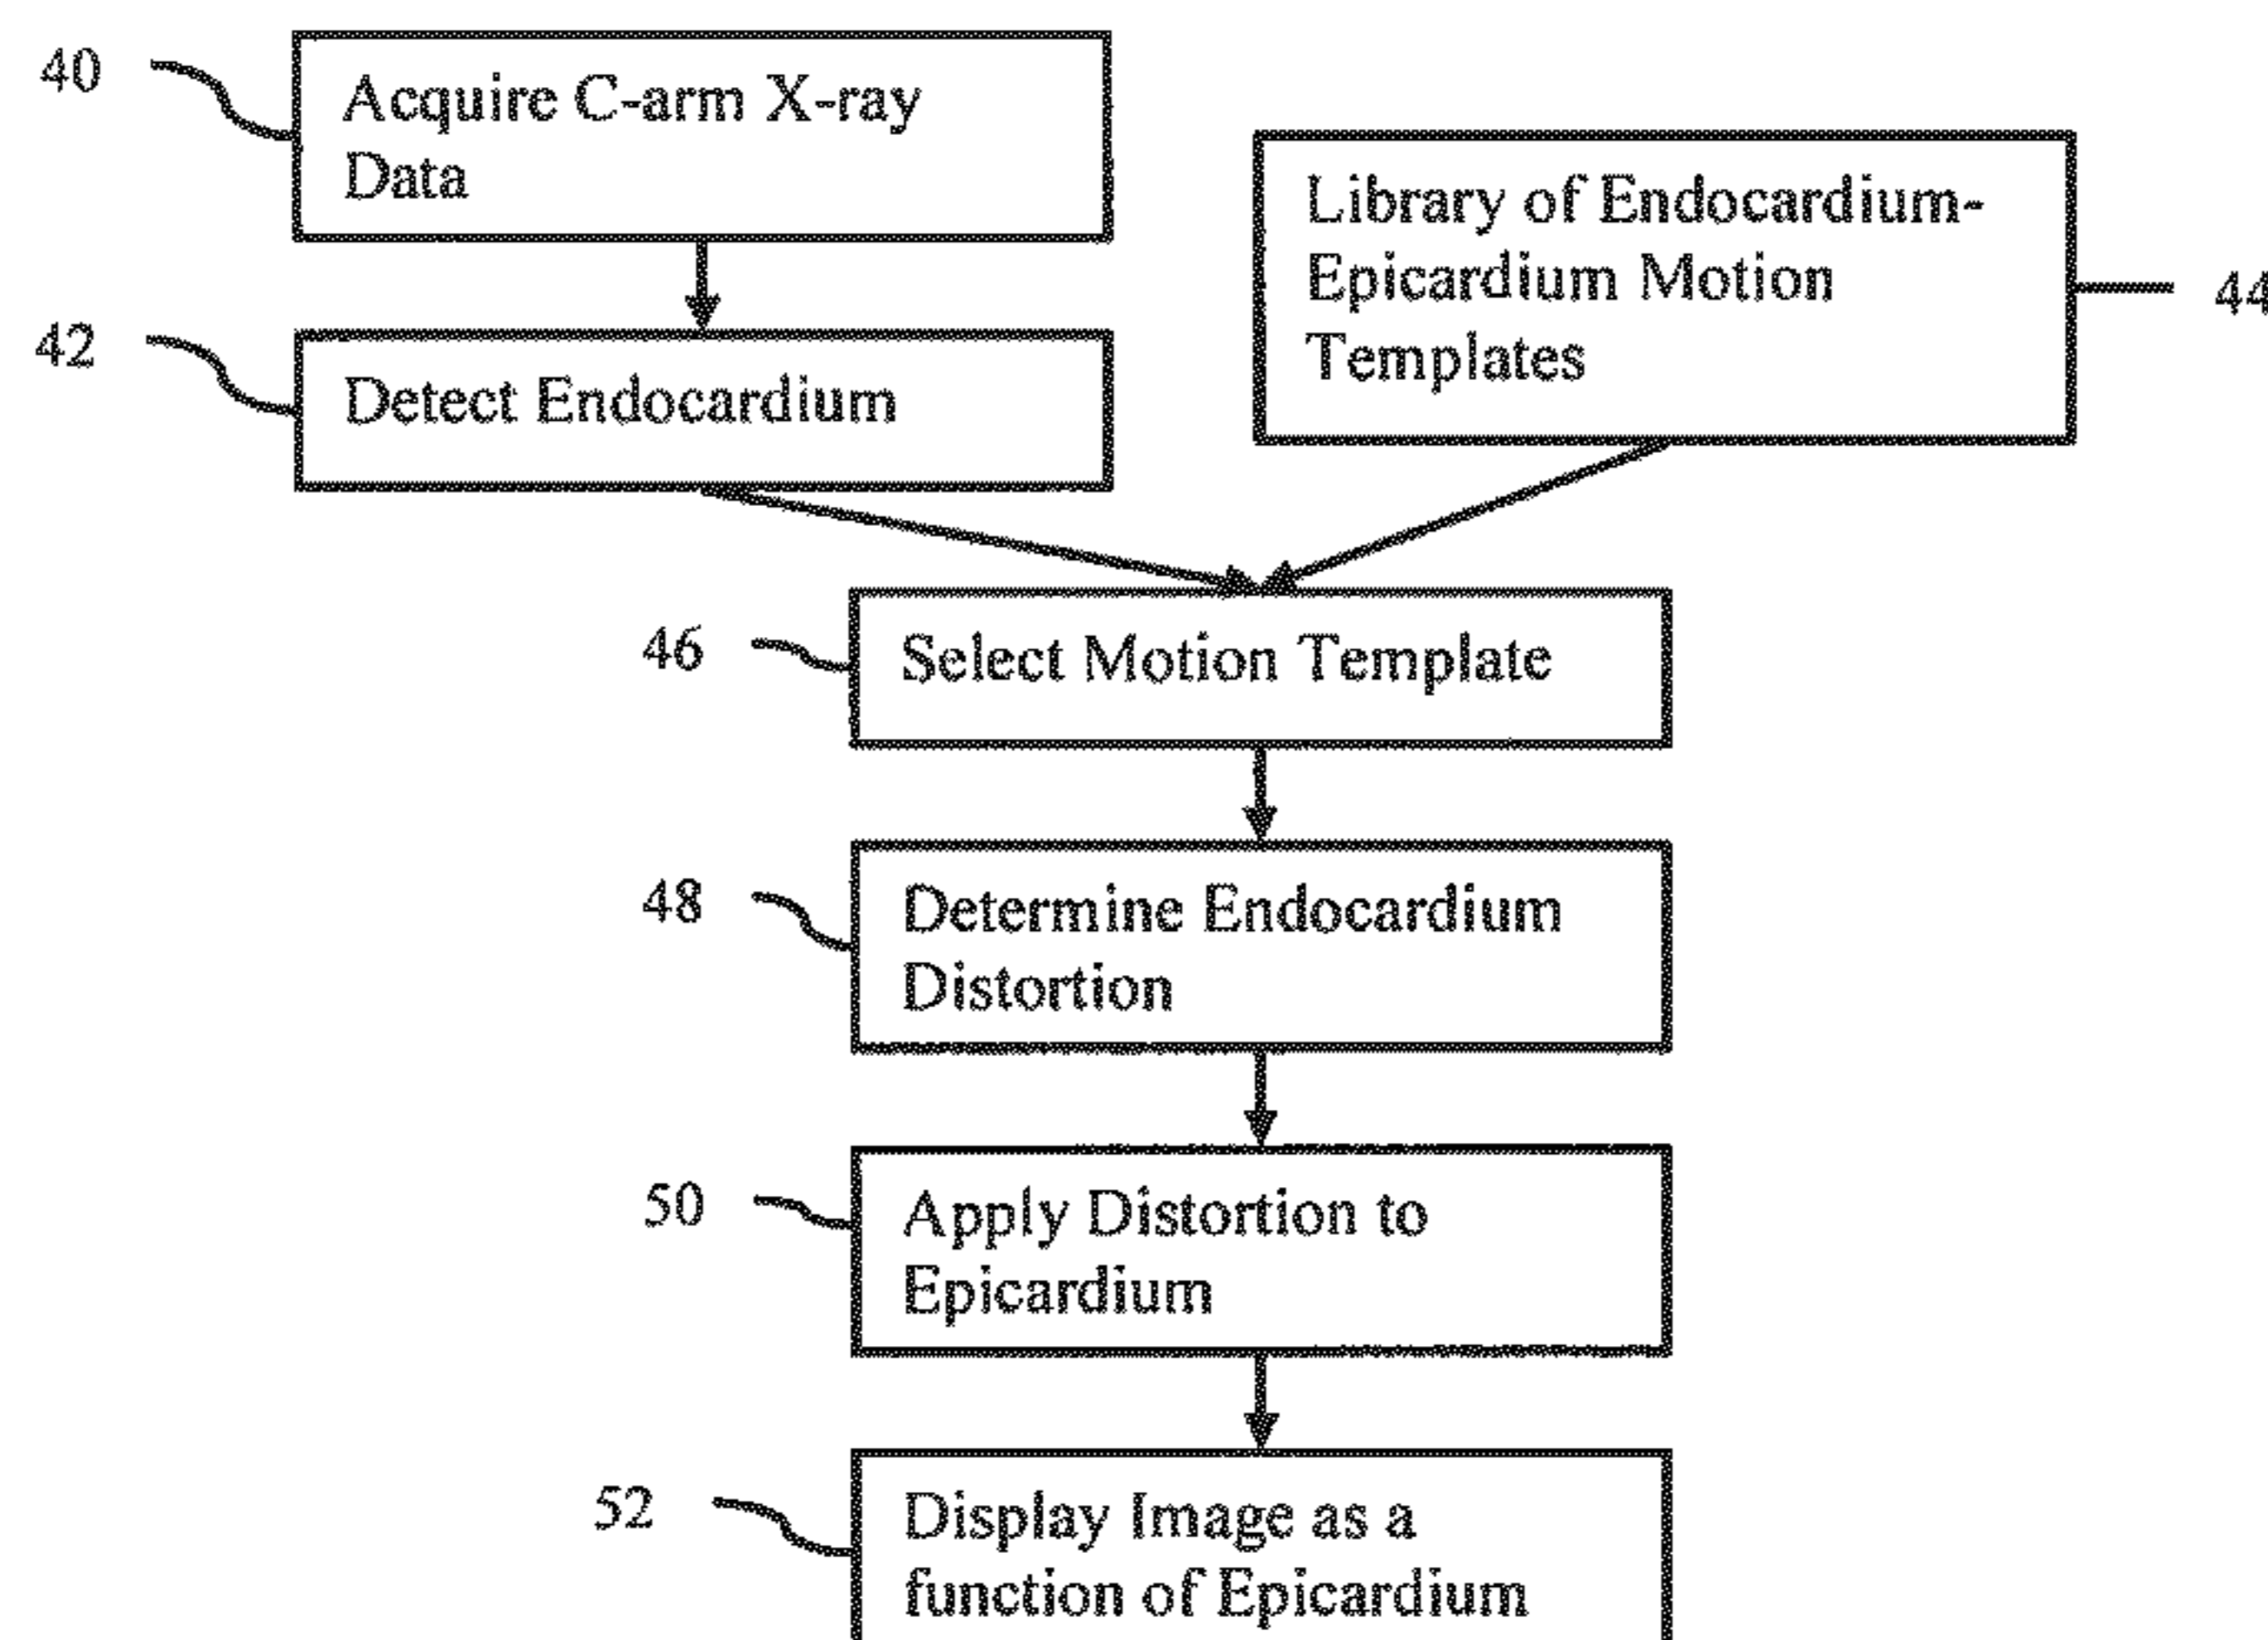 40
Acquire C-arm X-ray
Data
42
Detect Endocardium
Library of Endocardium-
Epicardium Motion
Templates
44
46
Select Motion Template
48
Determine Endocardium
Distortion
50
Apply Distortion to
Epicardium
52
Display Image as a
function of Epicardium